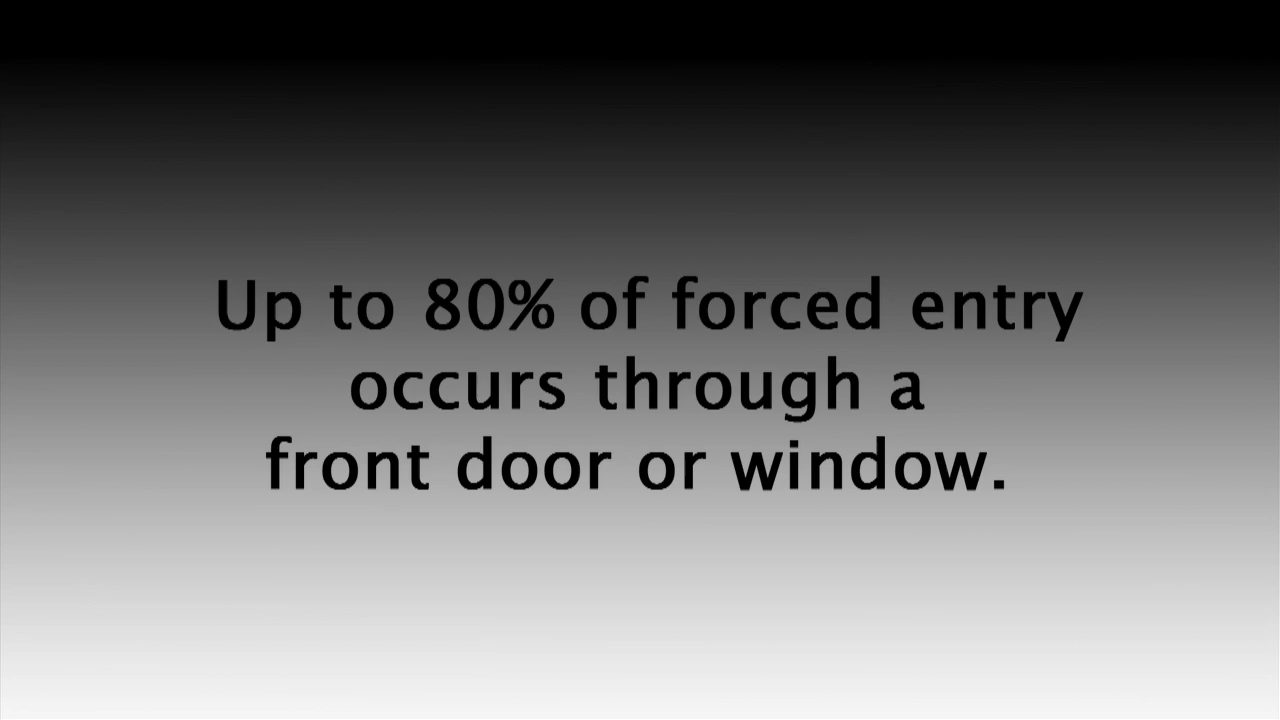 Up to 80% of forced entry
occurs through a
front door or window.